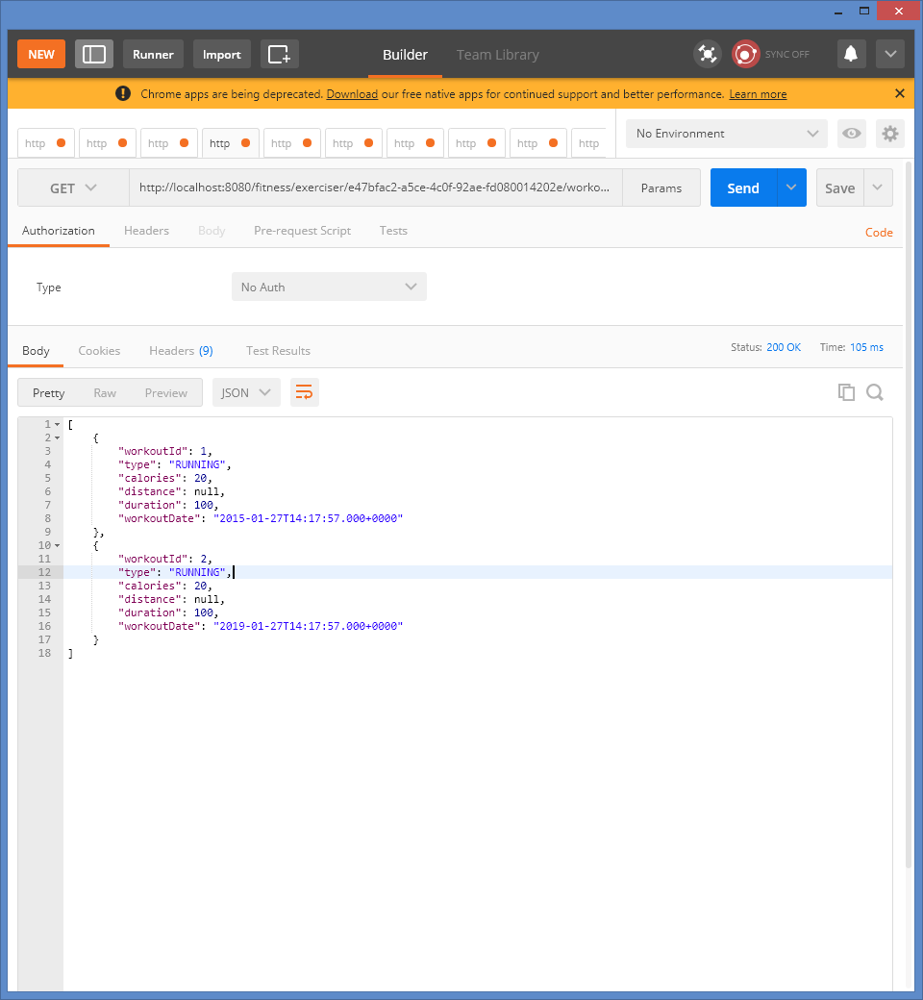 NEW Runner Import Builder Team Library SYNC OFF
Chrome apps are being deprecated. Download our free native apps for continued support and better performance. Learn more
http http http http http http http http http http No Environment
GET http://localhost:8080/fitness/exerciser/e47bfac2-a5ce-4c0f-92ae-fd080014202e/worko... Params Send Save
Authorization Headers Body Pre-request Script Tests Code
Type No Auth
Body Cookies Headers (9) Test Results Status: 200 OK Time: 105 ms
Pretty Raw Preview JSON
1 [
2 {
3 "workoutId": 1,
4 "type": "RUNNING",
5 "calories": 20,
6 "distance": null,
7 "duration": 100,
8 "workoutDate": "2015-01-27T14:17:57.000+0000"
9 },
10 {
11 "workoutId": 2,
12 "type": "RUNNING",
13 "calories": 20,
14 "distance": null,
15 "duration": 100,
16 "workoutDate": "2019-01-27T14:17:57.000+0000"
17 }
18 ]